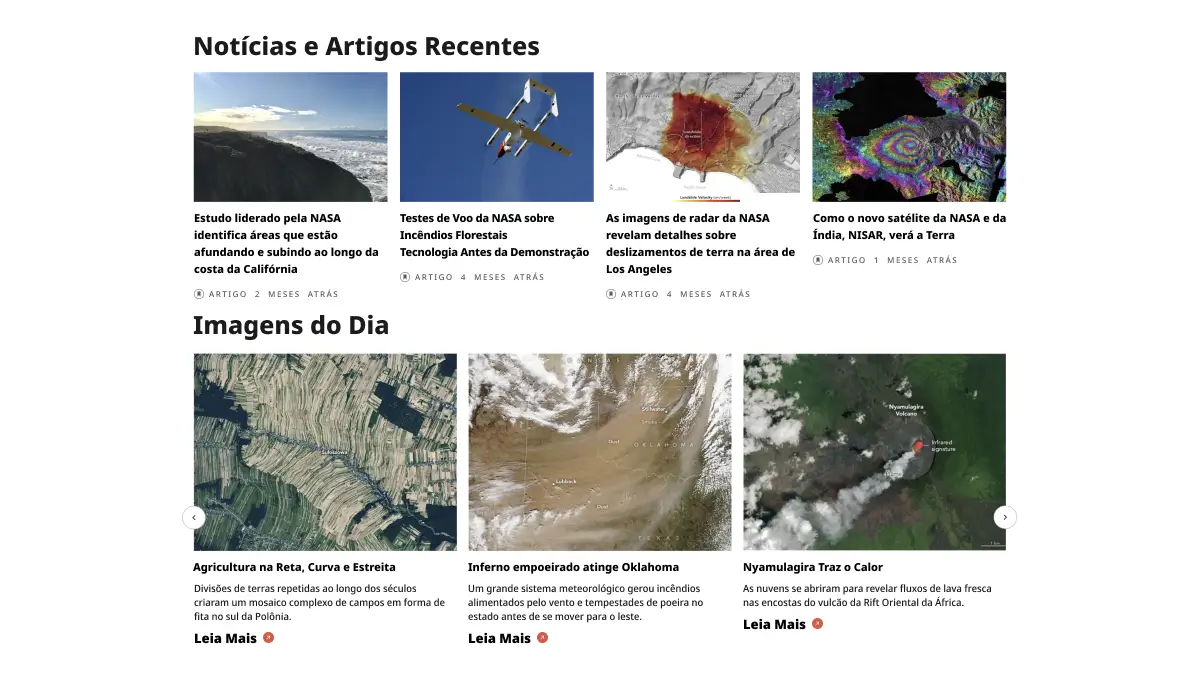 Notícias e Artigos Recentes
Estudo liderado pela NASA
identifica áreas que estão
afundando e subindo ao longo da
costa da Califórnia
ARTIGO 2 MESES ATRÁS
Testes de Voo da NASA sobre
Incêndios Florestais
Tecnologia Antes da Demonstração
ARTIGO 4 MESES ATRÁS
Landslide Velocity
As imagens de radar da NASA
revelam detalhes sobre
deslizamentos de terra na área de
Los Angeles
ARTIGO 4 MESES ATRÁS
Como o novo satélite da NASA e da
Índia, NISAR, verá a Terra
ARTIGO 1 MESES ATRÁS
Imagens do Dia
Sułoszowa
Agricultura na Reta, Curva e Estreita
Divisões de terras repetidas ao longo dos séculos
criaram um mosaico complexo de campos em forma de
fita no sul da Polônia.
Leia Mais
Stillwater
Dust
OKLAHOMA
Lubbock
Dust
TEXAS
Inferno empoeirado atinge Oklahoma
Um grande sistema meteorológico gerou incêndios
alimentados pelo vento e tempestades de poeira no
estado antes de se mover para o leste.
Leia Mais
Nyamulagira
Volcano
Infrared
signature
Nyamulagira Traz o Calor
As nuvens se abriram para revelar fluxos de lava fresca
nas encostas do vulcão da Rift Oriental da África.
Leia Mais